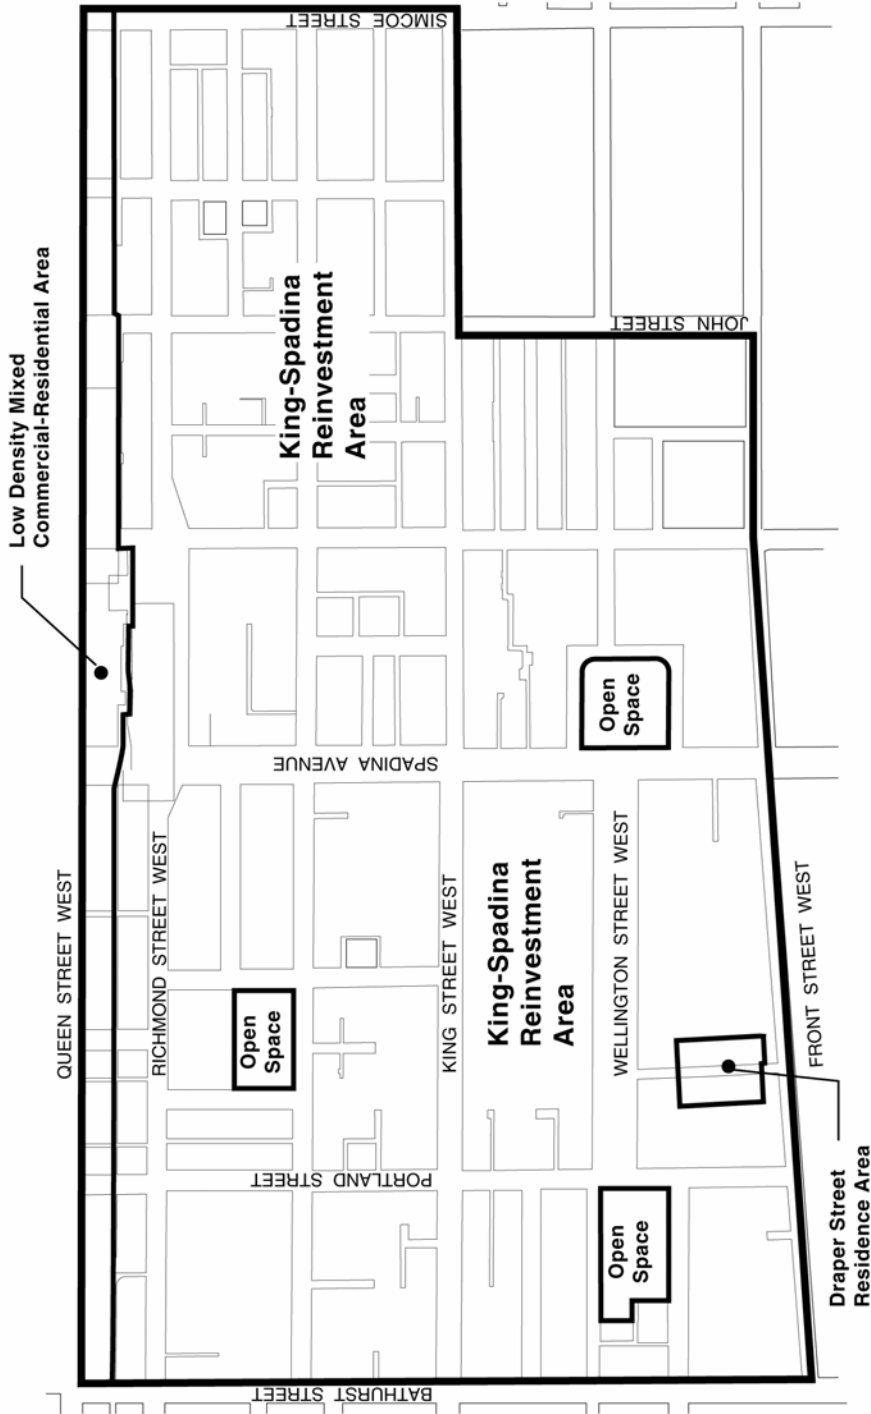 SIMCOE STREET
Low Density Mixed
Commercial-Residential Area
King-Spadina
Reinvestment
Area
JOHN STREET
Open
Space
SPADINA AVENUE
QUEEN STREET WEST
RICHMOND STREET WEST
KING STREET WEST
WELLINGTON STREET WEST
FRONT STREET WEST
King-Spadina
Reinvestment
Area
Open
Space
PORTLAND STREET
Open
Space
Draper Street
Residence Area
BATHURST STREET